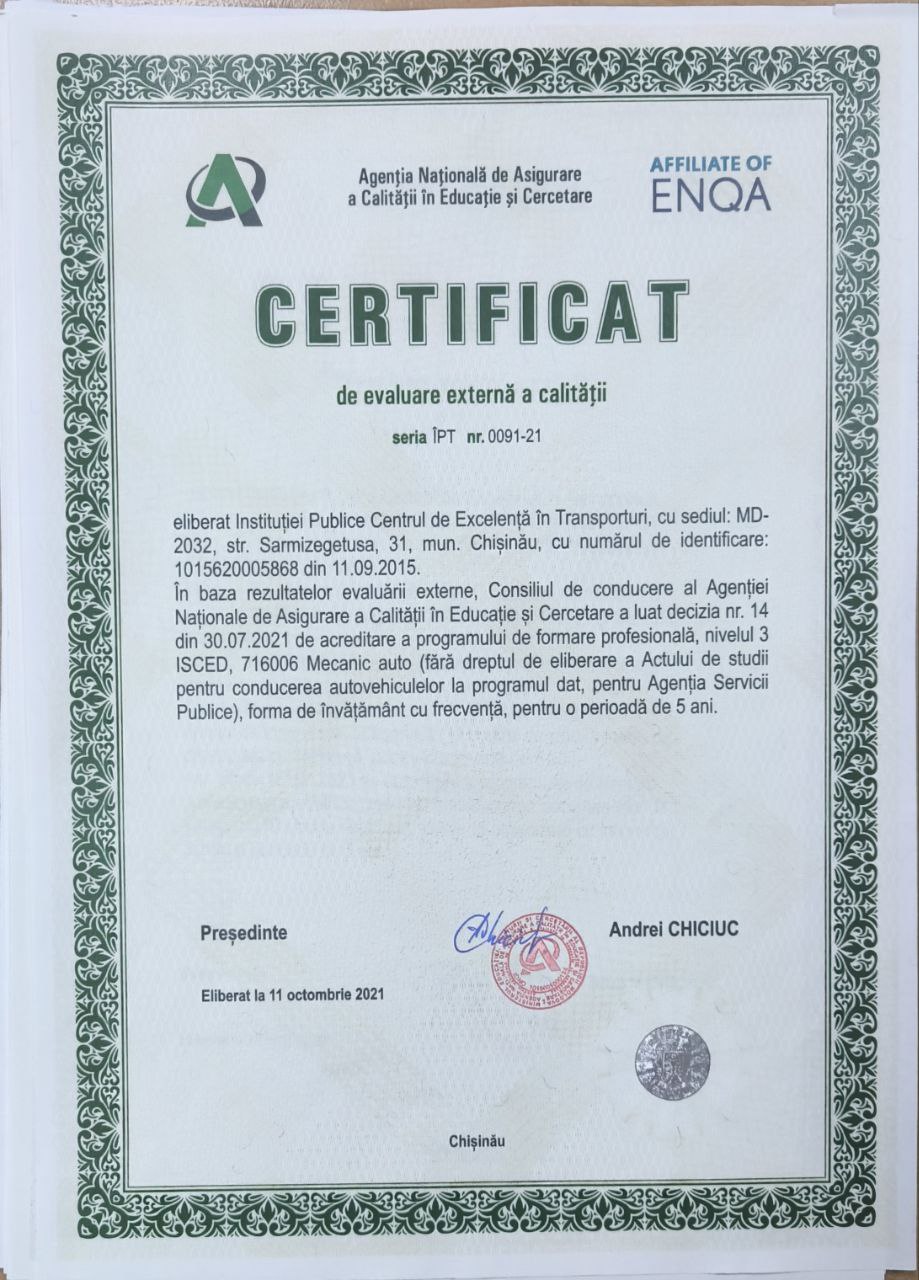 Agenția Națională de Asigurare
a Calității în Educație și Cercetare
AFFILIATE OF
ENQA
CERTIFICAT
de evaluare externă a calității
seria ÎPT nr. 0091-21
eliberat Instituției Publice Centrul de Excelență în Transporturi, cu sediul: MD-
2032, str. Sarmizegetusa, 31, mun. Chișinău, cu numărul de identificare:
1015620005868 din 11.09.2015.
În baza rezultatelor evaluării externe, Consiliul de conducere al Agenției
Naționale de Asigurare a Calității în Educație și Cercetare a luat decizia nr. 14
din 30.07.2021 de acreditare a programului de formare profesională, nivelul 3
ISCED, 716006 Mecanic auto (fără dreptul de eliberare a Actului de studii
pentru conducerea autovehiculelor la programul dat, pentru Agenția Servicii
Publice), forma de învățământ cu frecvență, pentru o perioadă de 5 ani.
Președinte
Andrei CHICIUC
Eliberat la 11 octombrie 2021
Chișinău